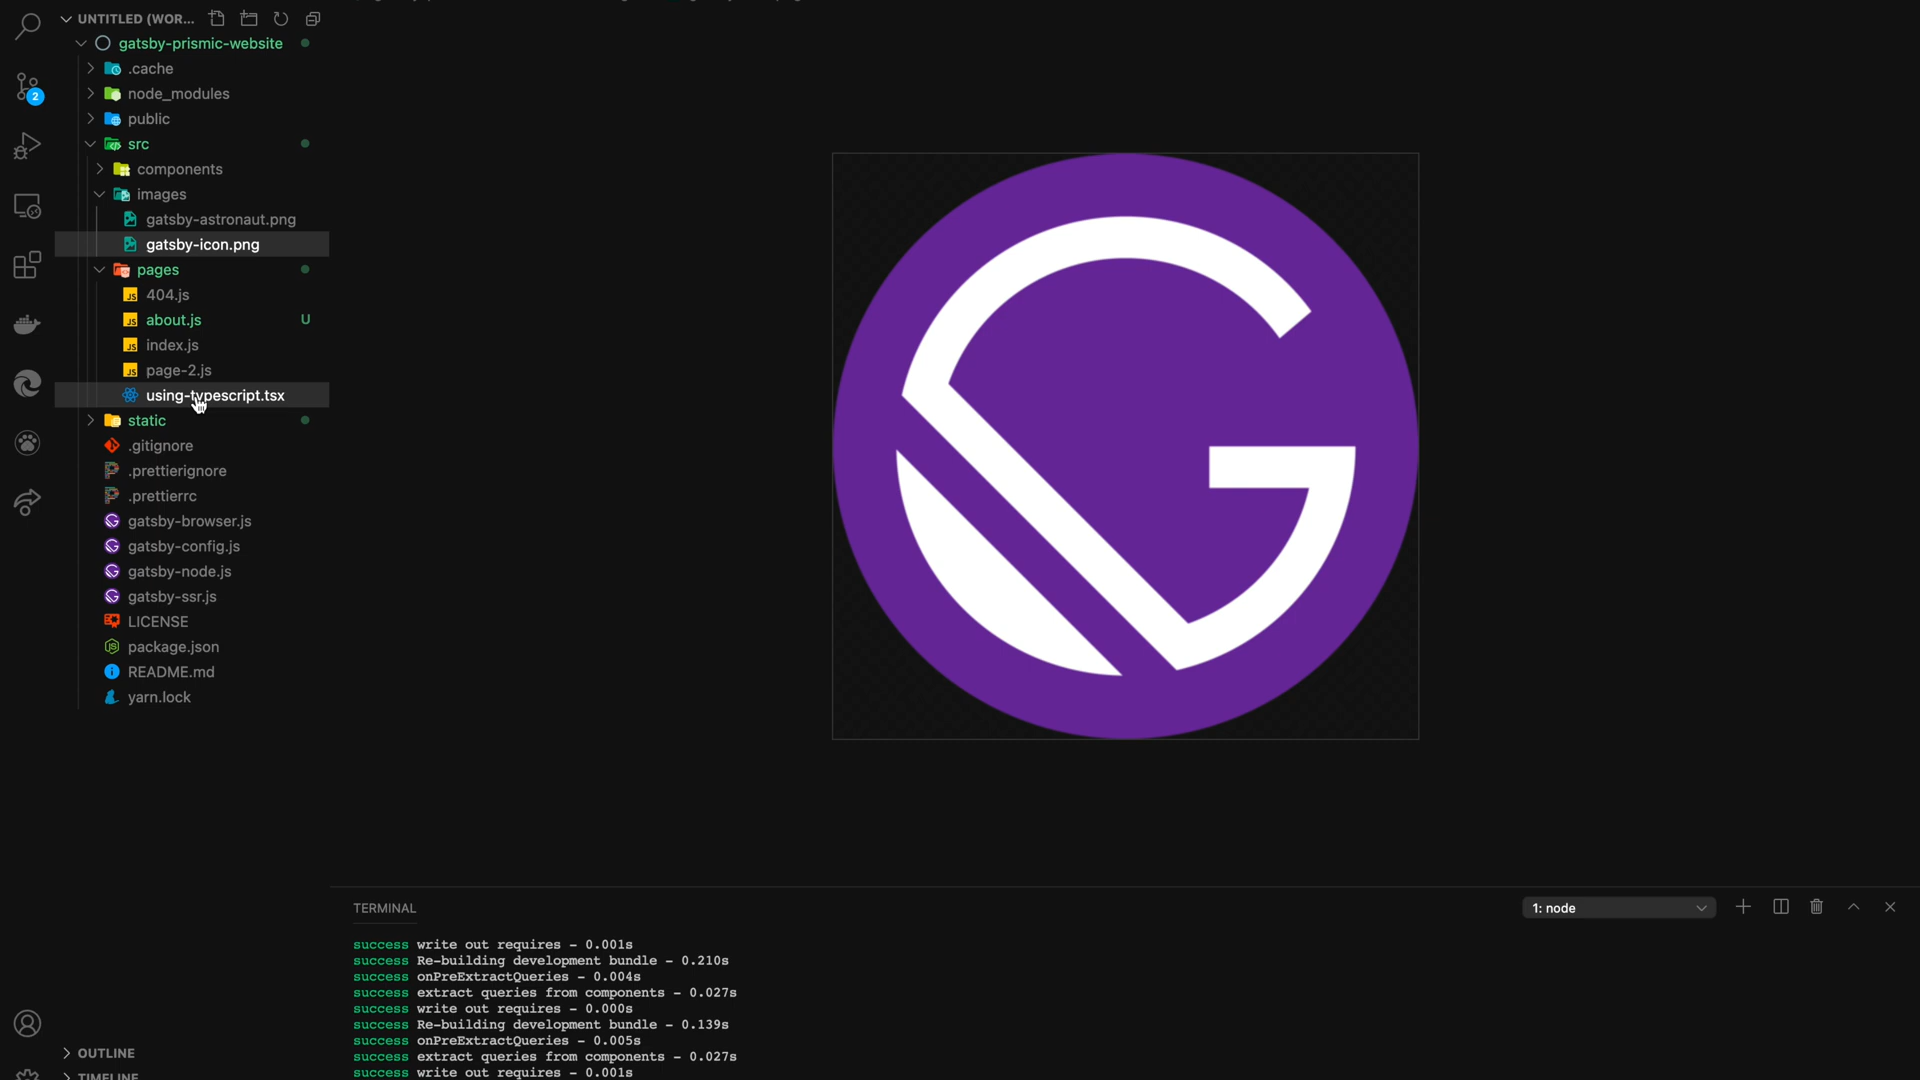 UNTITLED (WOR...
gatsby-prismic-website
.cache
node_modules
public
src
components
images
gatsby-astronaut.png
gatsby-icon.png
pages
404.js
about.js U
index.js
page-2.js
using-typescript.tsx
static
.gitignore
.prettierignore
.prettierrc
gatsby-browser.js
gatsby-config.js
gatsby-node.js
gatsby-ssr.js
LICENSE
package.json
README.md
yarn.lock
OUTLINE
TIMELINE
2
TERMINAL
1: node
success write out requires - 0.001s
success Re-building development bundle - 0.210s
success onPreExtractQueries - 0.004s
success extract queries from components - 0.027s
success write out requires - 0.000s
success Re-building development bundle - 0.139s
success onPreExtractQueries - 0.005s
success extract queries from components - 0.027s
success write out requires - 0.001s